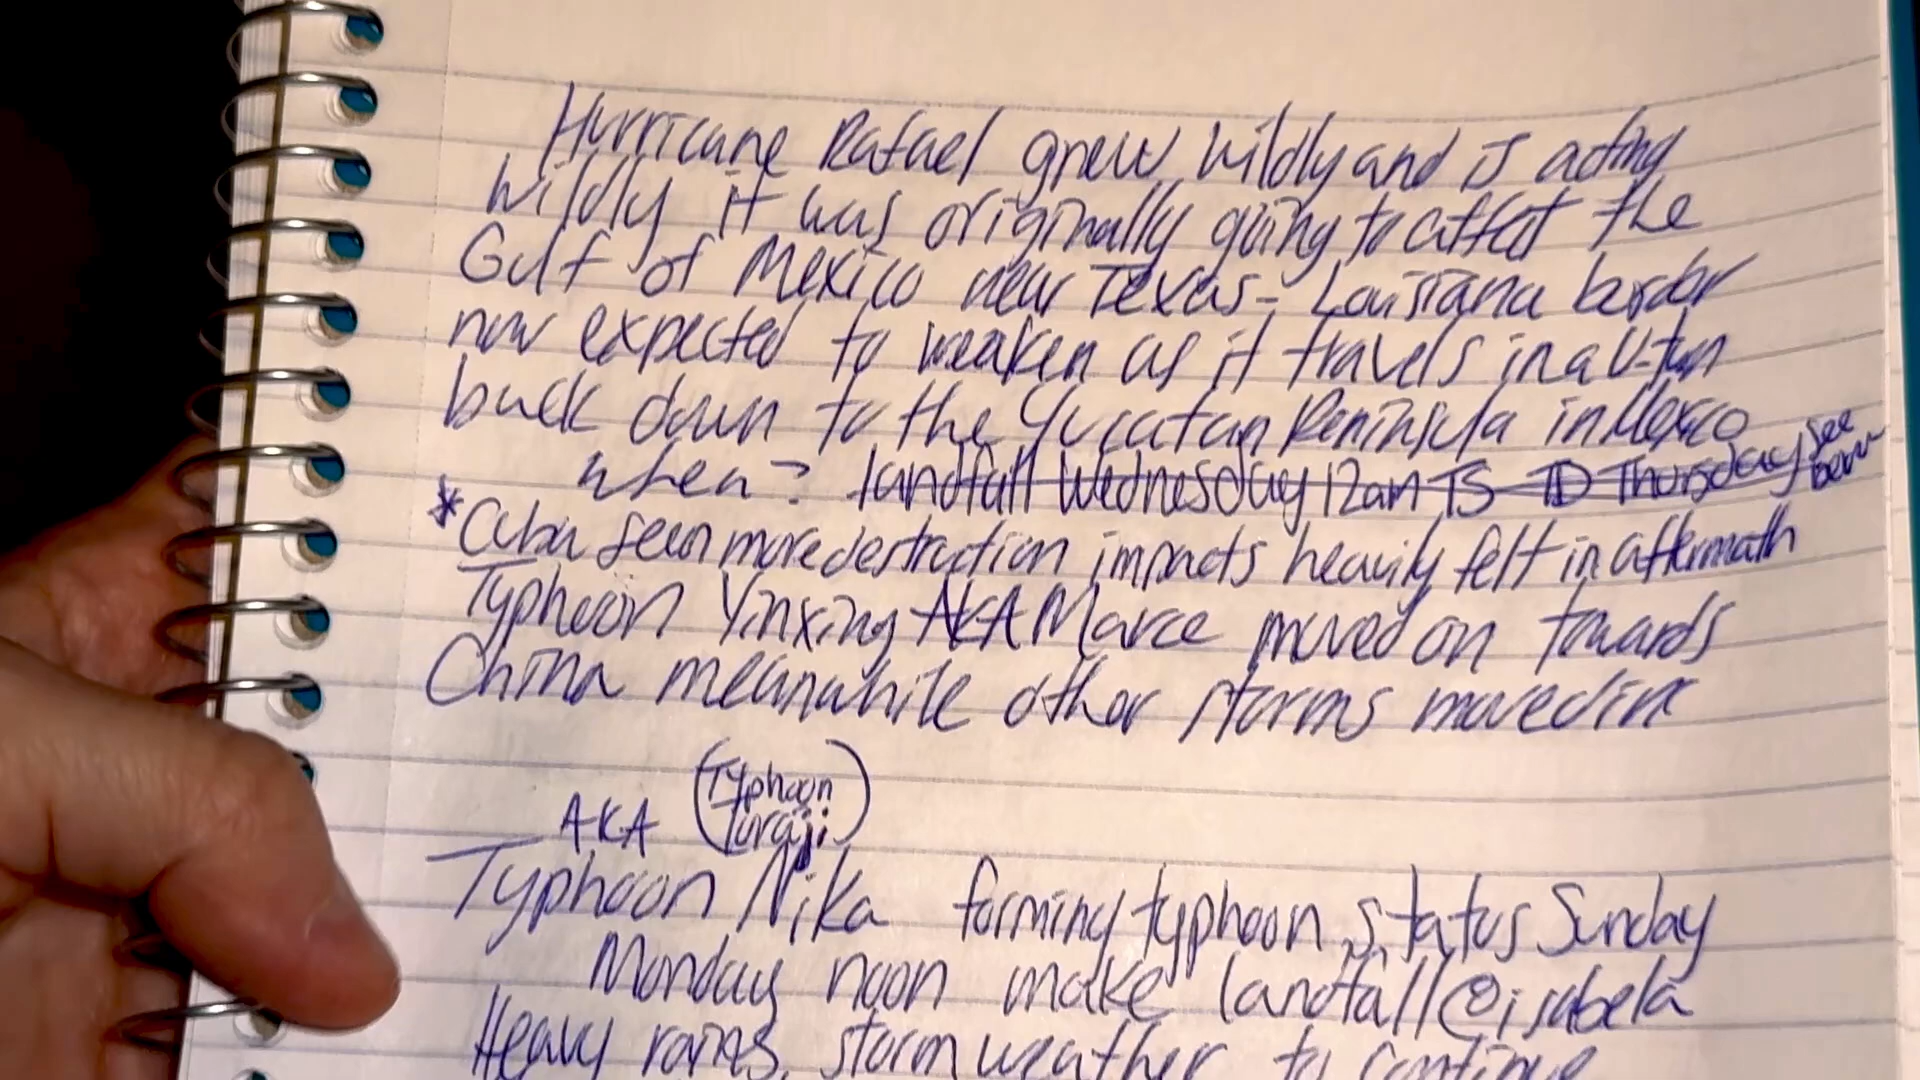 Hurricane Rafael grew wildly and is acting
wildly it was originally going to affect the
Gulf of Mexico near Texas - Louisiana border
now expected to weaken as it travels in a U-turn
back down to the Yucatan Peninsula in Mexico
when? landfall Wednesday 12am TS TD Thursday see below
*Cuba seen more destruction impacts heavily felt in aftermath
Typhoon Yinxing AKA Marce moved on towards
China meanwhile other storms moved in
AKA (Typhoon Toraji)
Typhoon Nika forming typhoon status Sunday
Monday noon make landfall @ isabela
Heavy rains, storm weather to continue